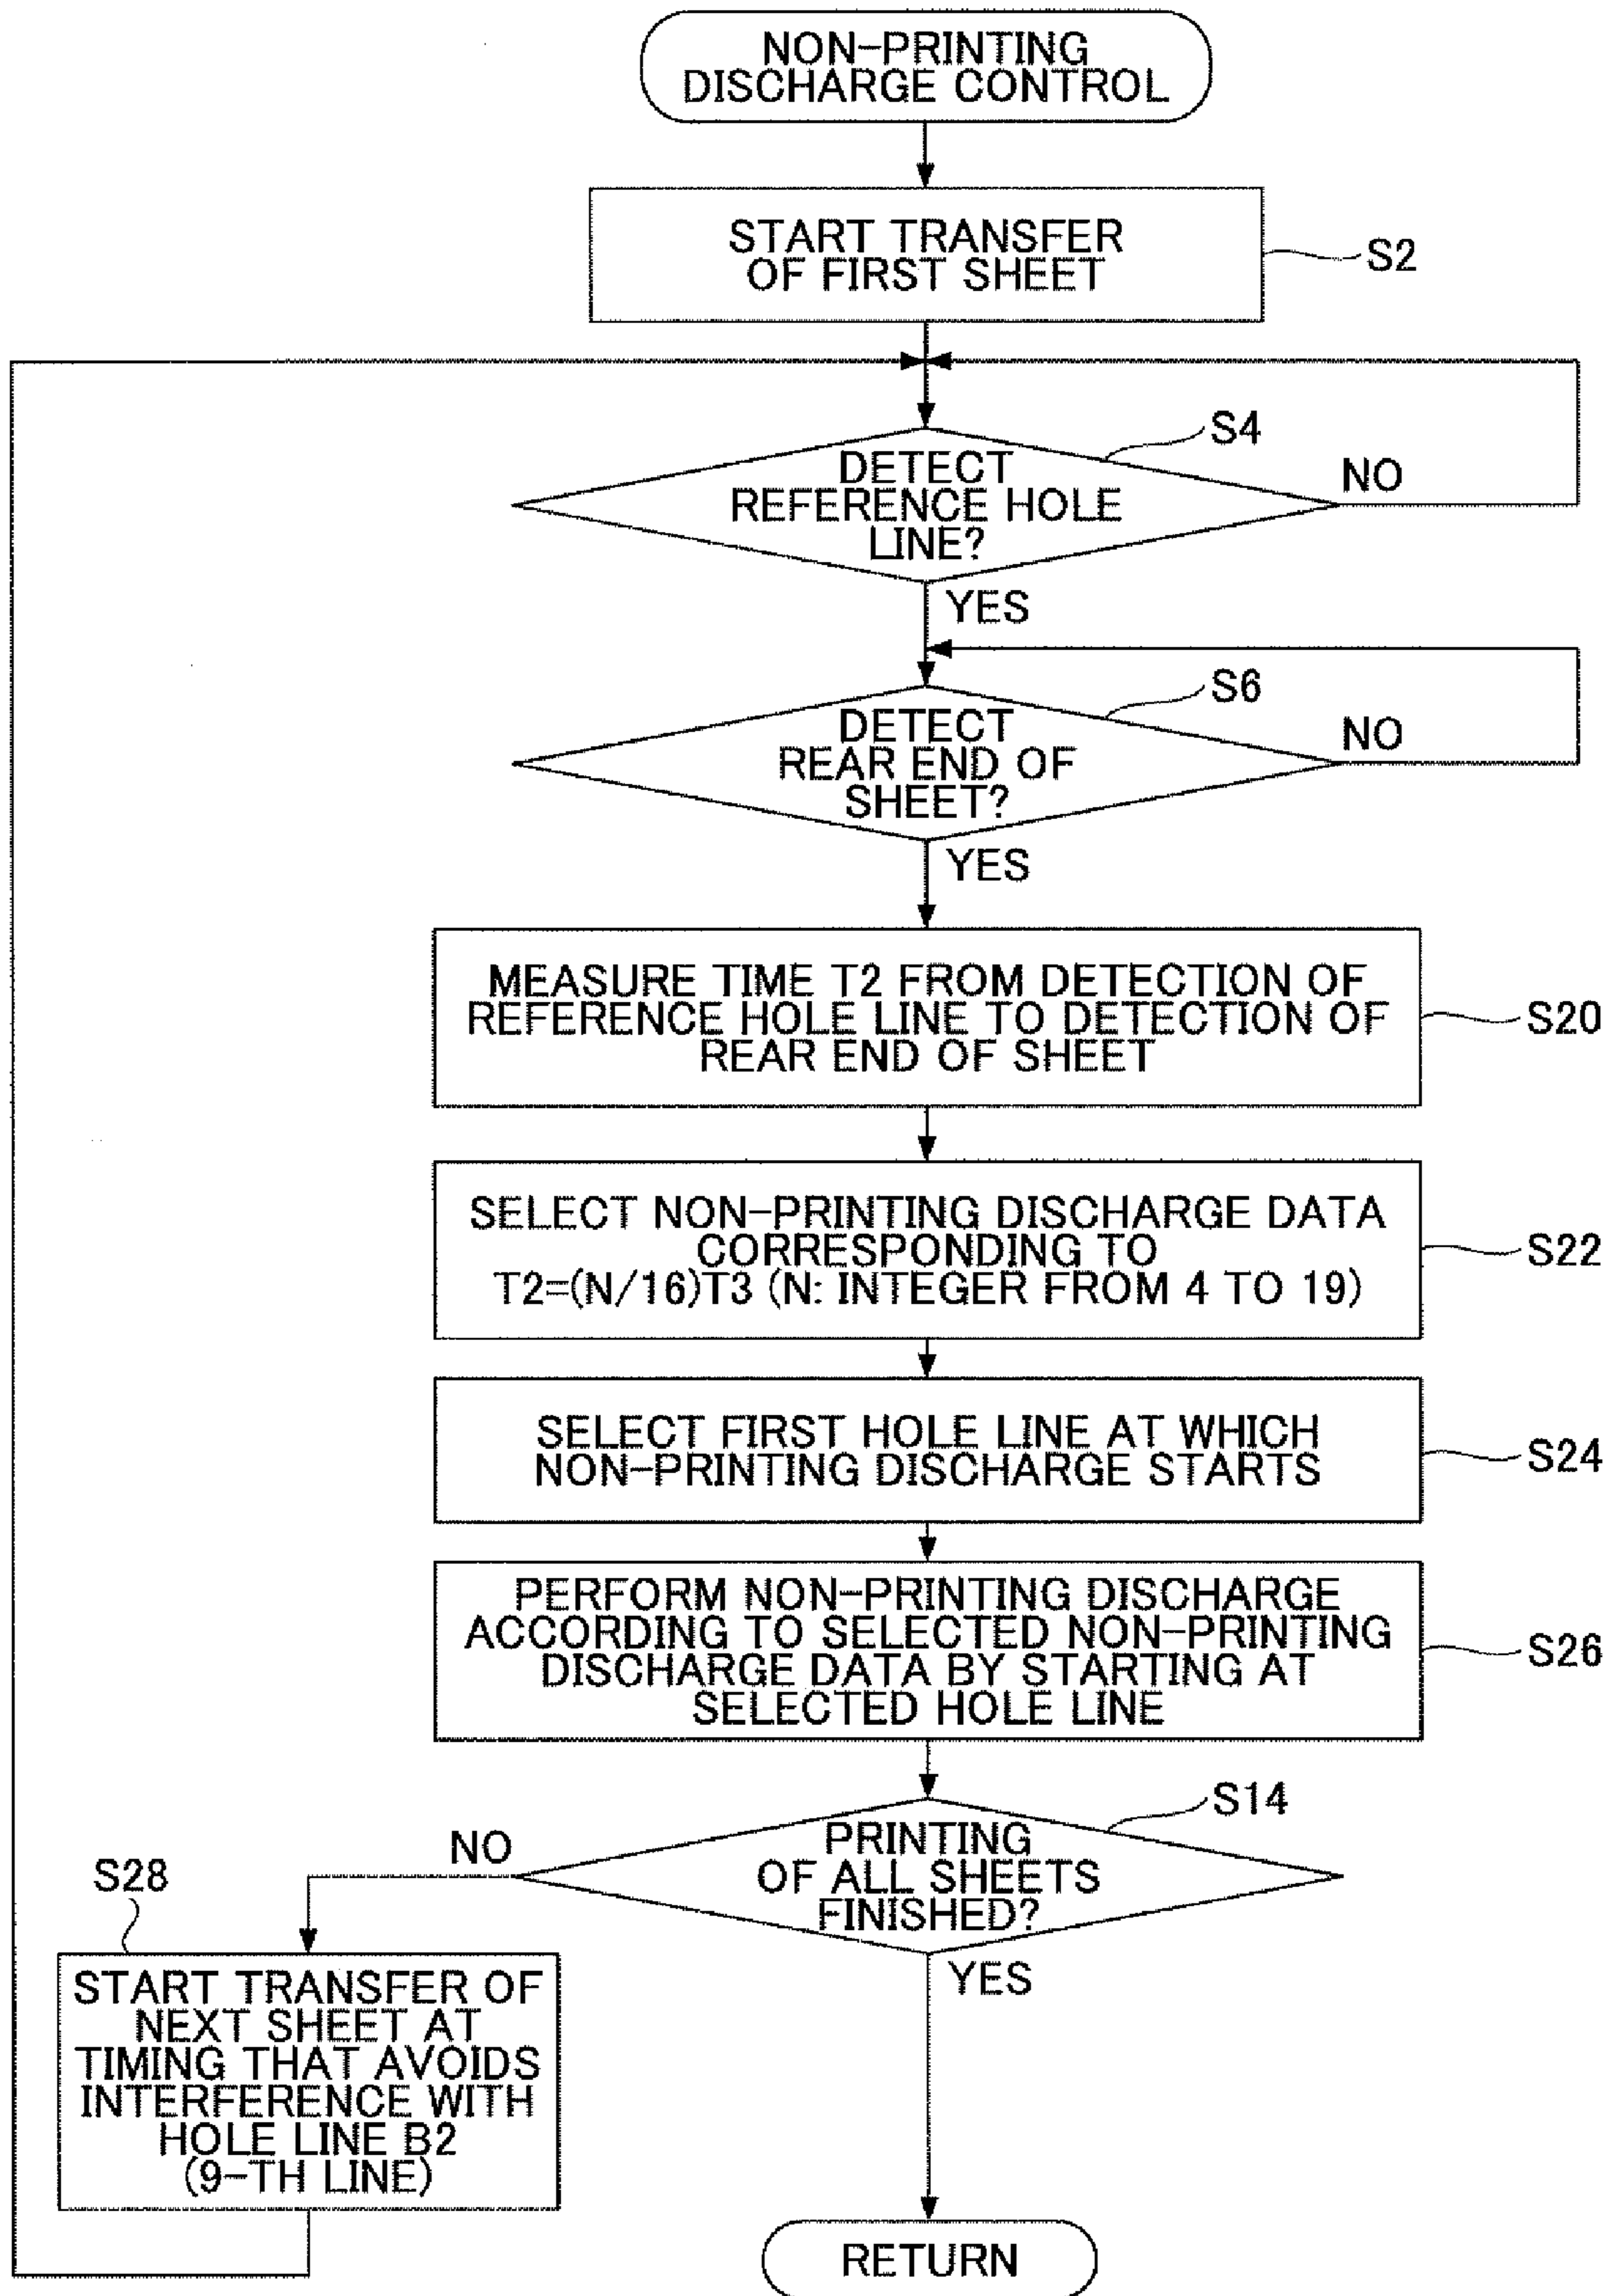 NON-PRINTING
DISCHARGE CONTROL
START TRANSFER
OF FIRST SHEET
S2
S4
DETECT
REFERENCE HOLE
LINE?
NO
YES
S6
DETECT
REAR END OF
SHEET?
NO
YES
MEASURE TIME T2 FROM DETECTION OF
REFERENCE HOLE LINE TO DETECTION OF
REAR END OF SHEET
S20
SELECT NON-PRINTING DISCHARGE DATA
CORRESPONDING TO
T2=(N/16)T3 (N: INTEGER FROM 4 TO 19)
S22
SELECT FIRST HOLE LINE AT WHICH
NON-PRINTING DISCHARGE STARTS
S24
PERFORM NON-PRINTING DISCHARGE
ACCORDING TO SELECTED NON-PRINTING
DISCHARGE DATA BY STARTING AT
SELECTED HOLE LINE
S26
S14
PRINTING
OF ALL SHEETS
FINISHED?
NO
YES
S28
START TRANSFER OF
NEXT SHEET AT
TIMING THAT AVOIDS
INTERFERENCE WITH
HOLE LINE B2
(9-TH LINE)
RETURN